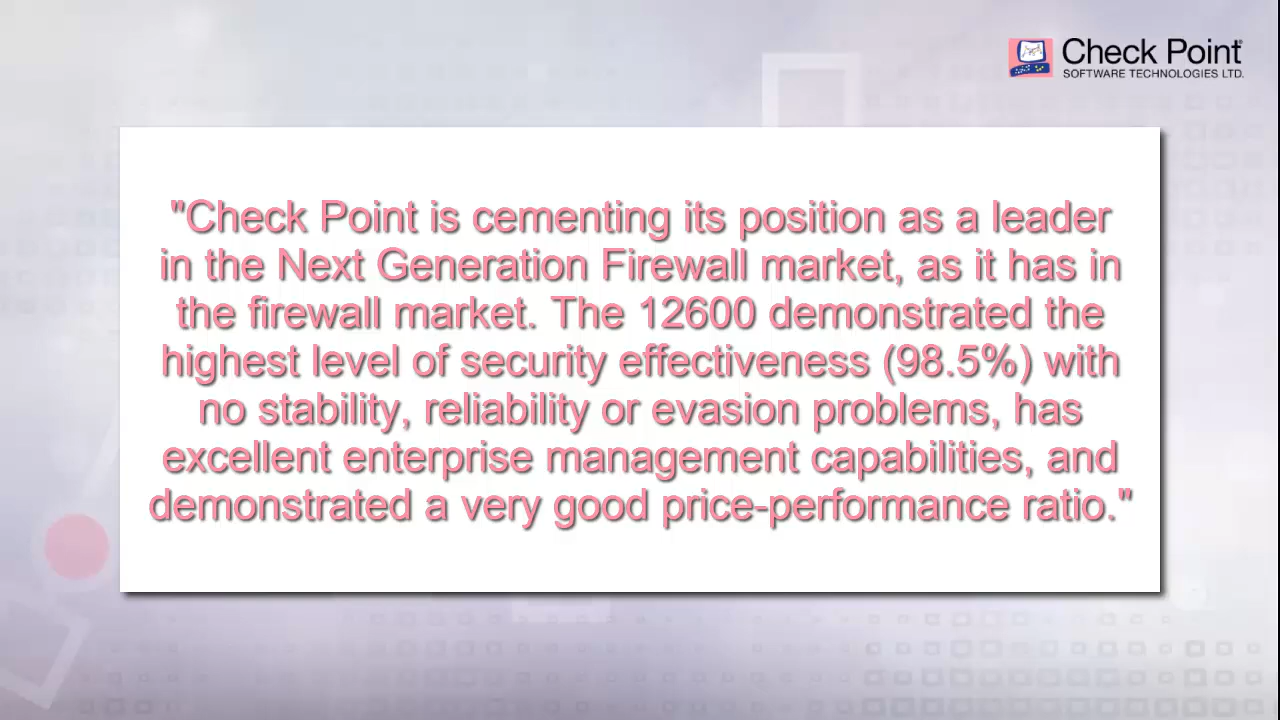 Check Point
SOFTWARE TECHNOLOGIES LTD.
"Check Point is cementing its position as a leader
in the Next Generation Firewall market, as it has in
the firewall market. The 12600 demonstrated the
highest level of security effectiveness (98.5%) with
no stability, reliability or evasion problems, has
excellent enterprise management capabilities, and
demonstrated a very good price-performance ratio."